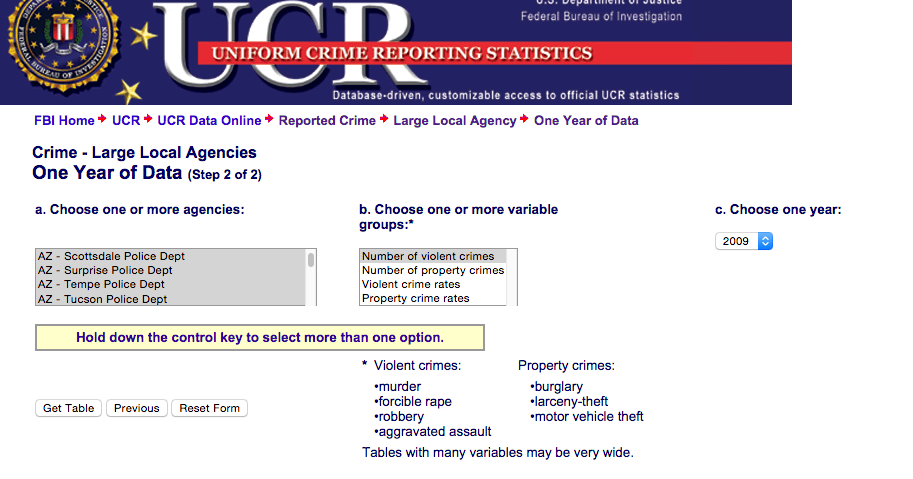 U.S. Department of Justice
Federal Bureau of Investigation
UCR
UNIFORM CRIME REPORTING STATISTICS
Database-driven, customizable access to official UCR statistics
FEDERAL BUREAU OF INVESTIGATION
FBI Home UCR UCR Data Online Reported Crime Large Local Agency One Year of Data
Crime - Large Local Agencies
One Year of Data (Step 2 of 2)
a. Choose one or more agencies:
b. Choose one or more variable
groups:*
c. Choose one year:
AZ - Scottsdale Police Dept
AZ - Surprise Police Dept
AZ - Tempe Police Dept
AZ - Tucson Police Dept
Number of violent crimes
Number of property crimes
Violent crime rates
Property crime rates
2009
Hold down the control key to select more than one option.
* Violent crimes:
•murder
•forcible rape
•robbery
•aggravated assault
Property crimes:
•burglary
•larceny-theft
•motor vehicle theft
Tables with many variables may be very wide.
Get Table Previous Reset Form